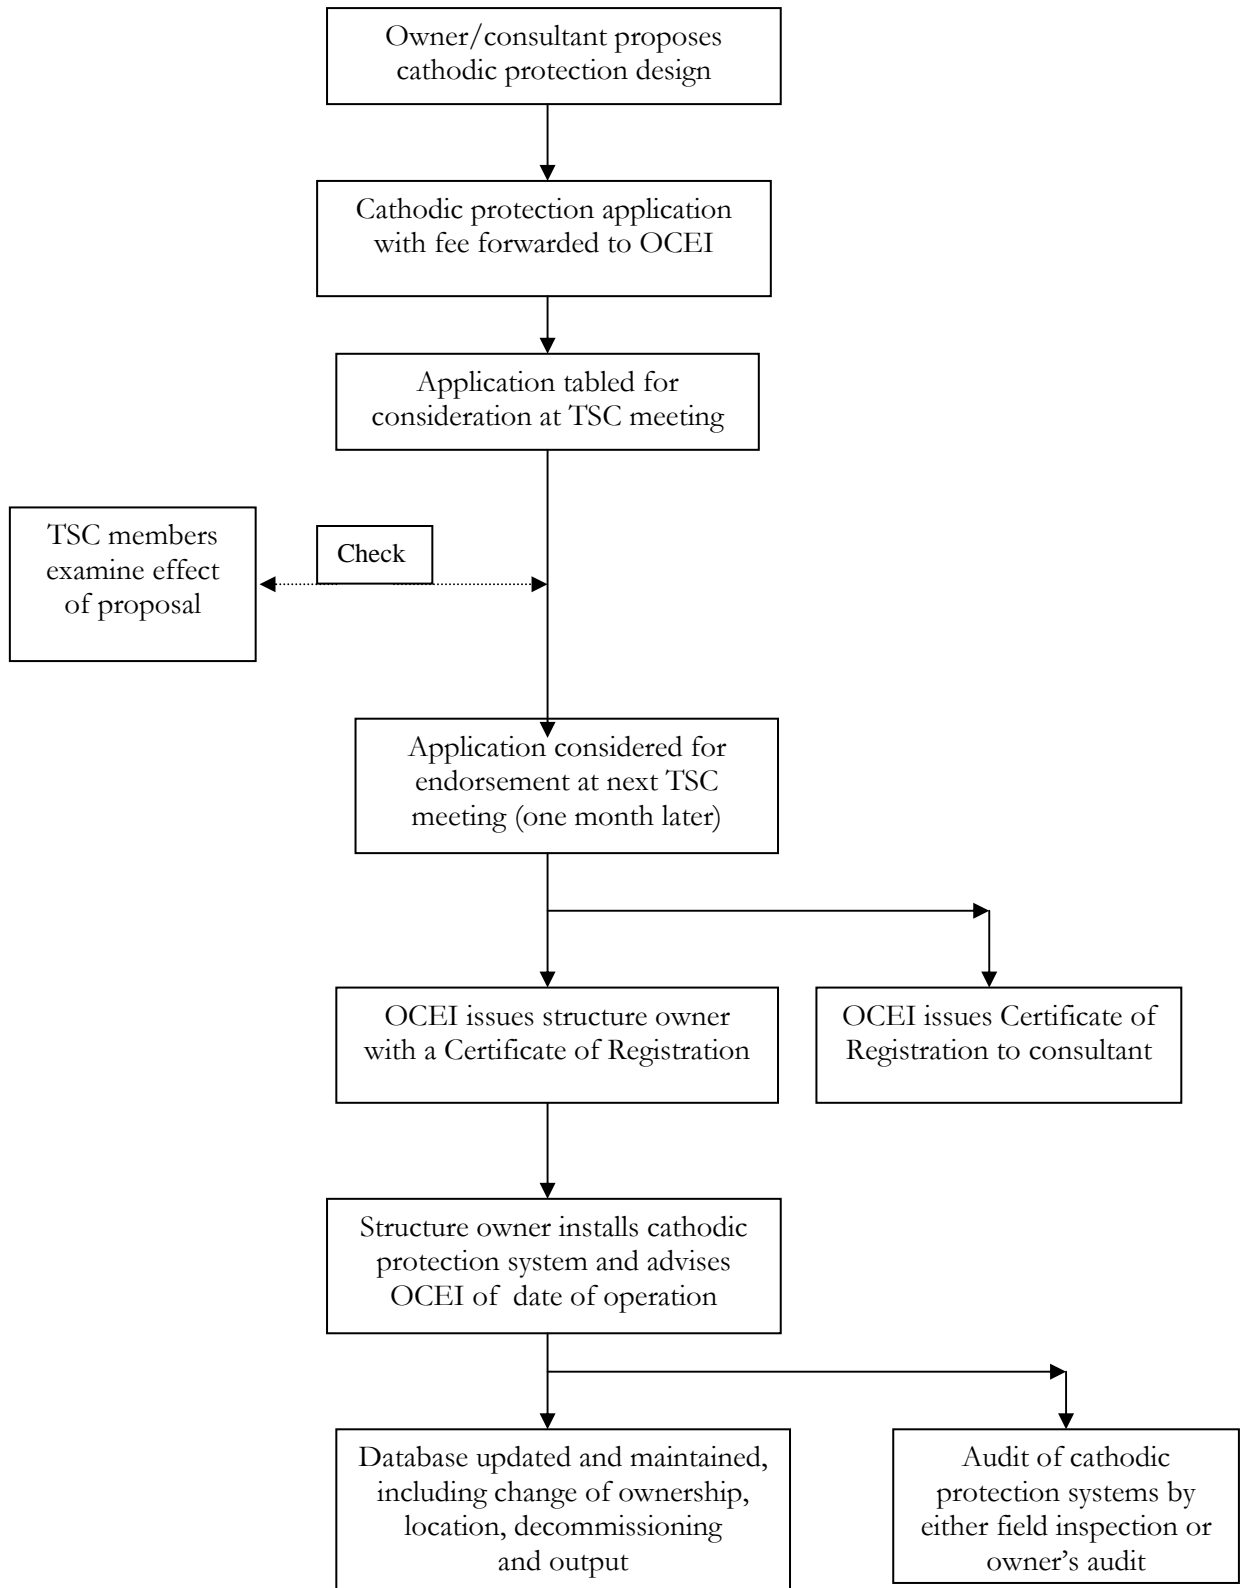 Owner/consultant proposes
cathodic protection design
Cathodic protection application
with fee forwarded to OCEI
Application tabled for
consideration at TSC meeting
TSC members
examine effect
of proposal
Check
Application considered for
endorsement at next TSC
meeting (one month later)
OCEI issues structure owner
with a Certificate of Registration
OCEI issues Certificate of
Registration to consultant
Structure owner installs cathodic
protection system and advises
OCEI of date of operation
Database updated and maintained,
including change of ownership,
location, decommissioning
and output
Audit of cathodic
protection systems by
either field inspection or
owner’s audit